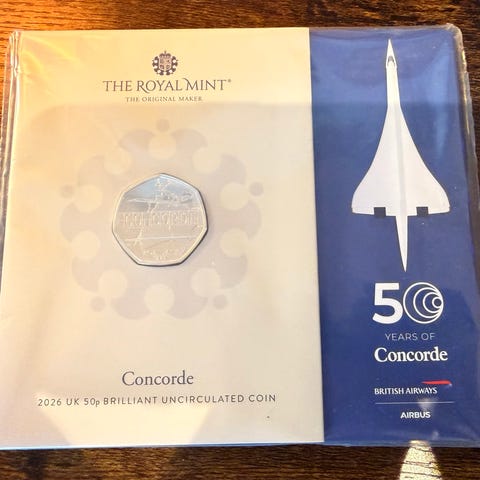 THE ROYAL MINT®
THE ORIGINAL MAKER
Concorde
2026 UK 50p BRILLIANT UNCIRCULATED COIN
50
YEARS OF
Concorde
BRITISH AIRWAYS
AIRBUS